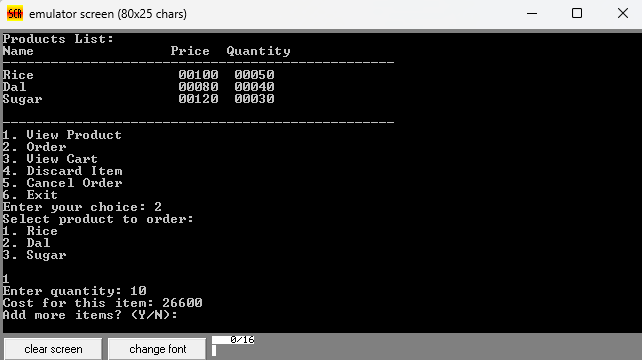 SCR emulator screen (80x25 chars)
Products List:
Name Price Quantity
-------------------------------------------------
Rice 00100 00050
Dal 00080 00040
Sugar 00120 00030
-------------------------------------------------
1. View Product
2. Order
3. View Cart
4. Discard Item
5. Cancel Order
6. Exit
Enter your choice: 2
Select product to order:
1. Rice
2. Dal
3. Sugar
1
Enter quantity: 10
Cost for this item: 26600
Add more items? (Y/N):
clear screen change font 0/16